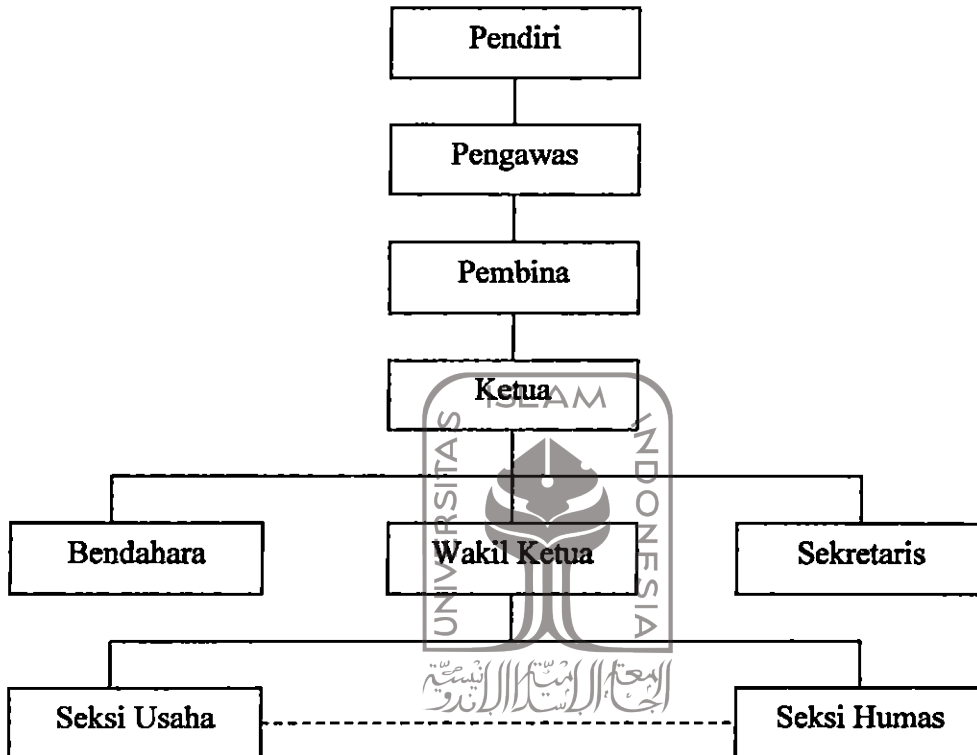 Pendiri
Pengawas
Pembina
Ketua
ISLAM
UNIVERSITAS
INDONESIA
Bendahara
Wakil Ketua
Sekretaris
Seksi Usaha
Seksi Humas